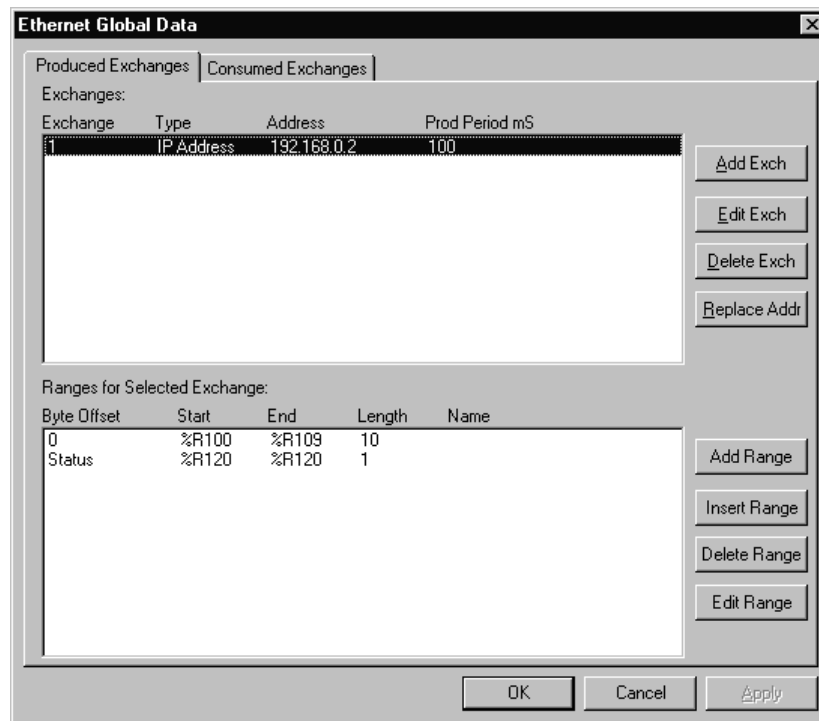 Ethernet Global Data
Produced Exchanges Consumed Exchanges
Exchanges:
Exchange Type Address Prod Period mS
1 IP Address 192.168.0.2 100
Add Exch
Edit Exch
Delete Exch
Replace Addr
Ranges for Selected Exchange:
Byte Offset Start End Length Name
0 %R100 %R109 10
Status %R120 %R120 1
Add Range
Insert Range
Delete Range
Edit Range
OK Cancel Apply